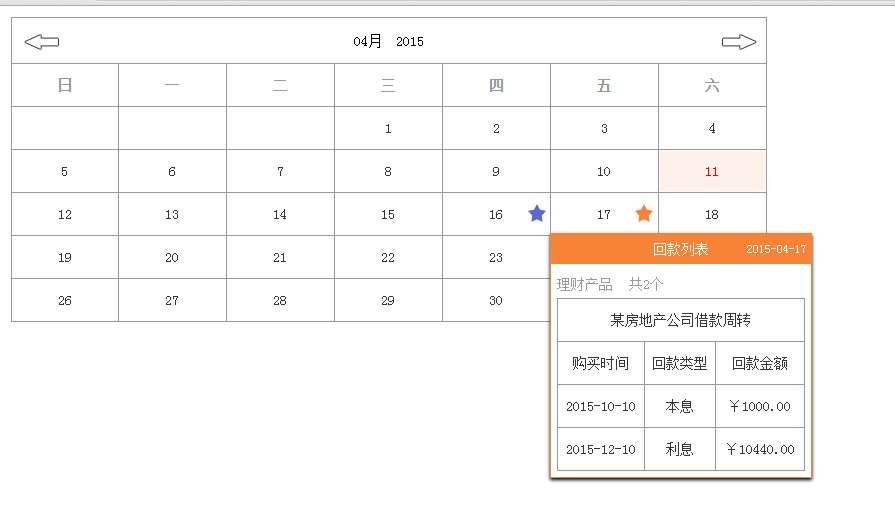 04月 2015
日 一 二 三 四 五 六
1 2 3 4
5 6 7 8 9 10 11
12 13 14 15 16 17 18
19 20 21 22 23
26 27 28 29 30
回款列表 2015-04-17
理财产品 共2个
某房地产公司借款周转
购买时间 回款类型 回款金额
2015-10-10 本息 ￥1000.00
2015-12-10 利息 ￥10440.00